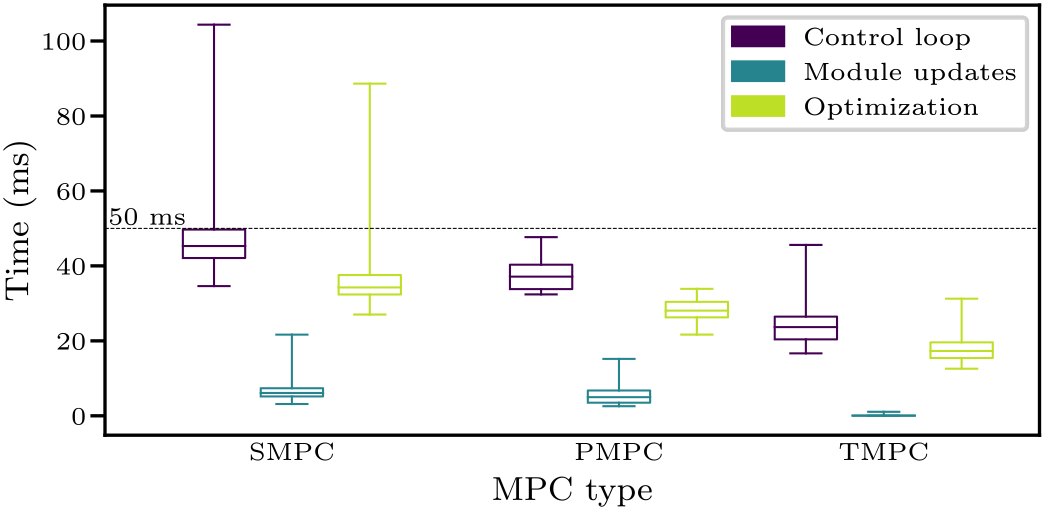 Control loop
Module updates
Optimization
Time (ms)
100
80
60
50 ms
40
20
0
SMPC PMPC TMPC
MPC type